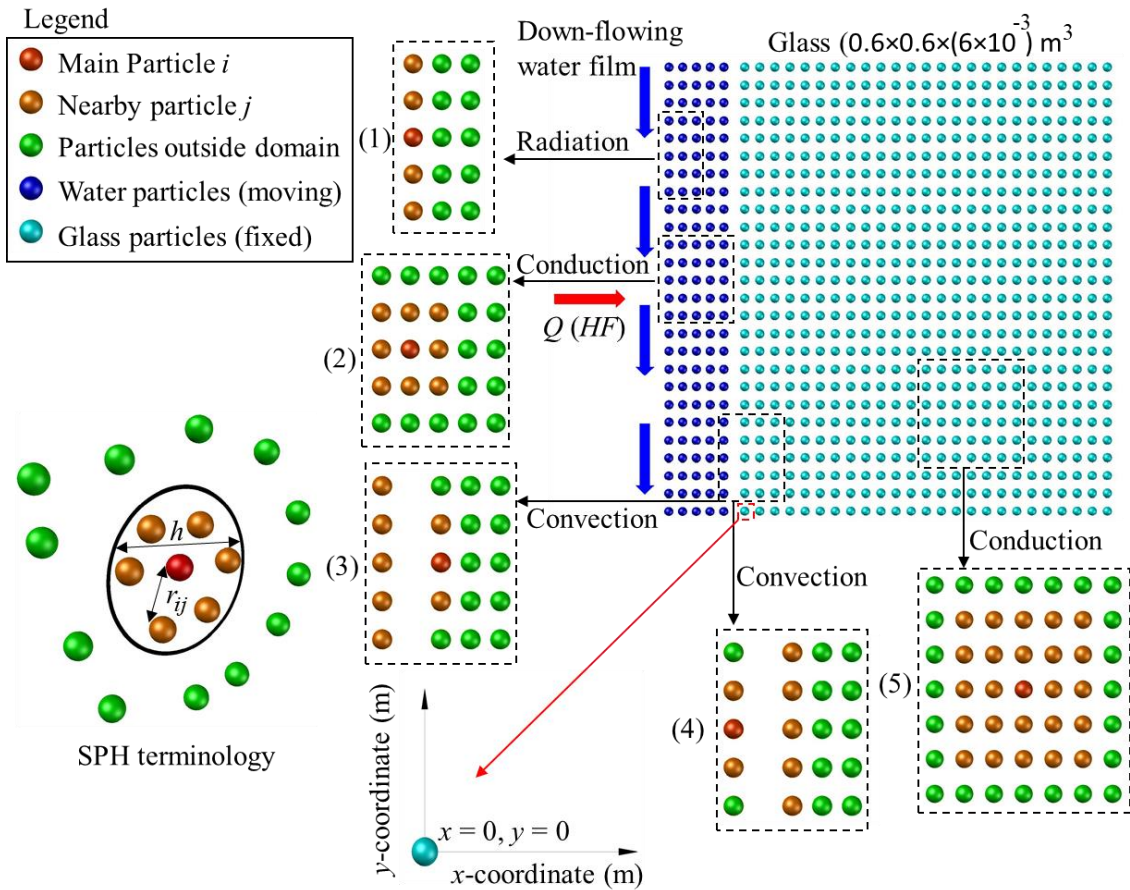 Legend
Main Particle i
Nearby particle j
Particles outside domain
Water particles (moving)
Glass particles (fixed)
Down-flowing
water film
Glass (0.6×0.6×(6×10⁻³) m³
(1)
Radiation
Conduction
Q (HF)
(2)
(3)
Convection
Convection
Conduction
(4)
(5)
h
r_ij
SPH terminology
y-coordinate (m)
x = 0, y = 0
x-coordinate (m)